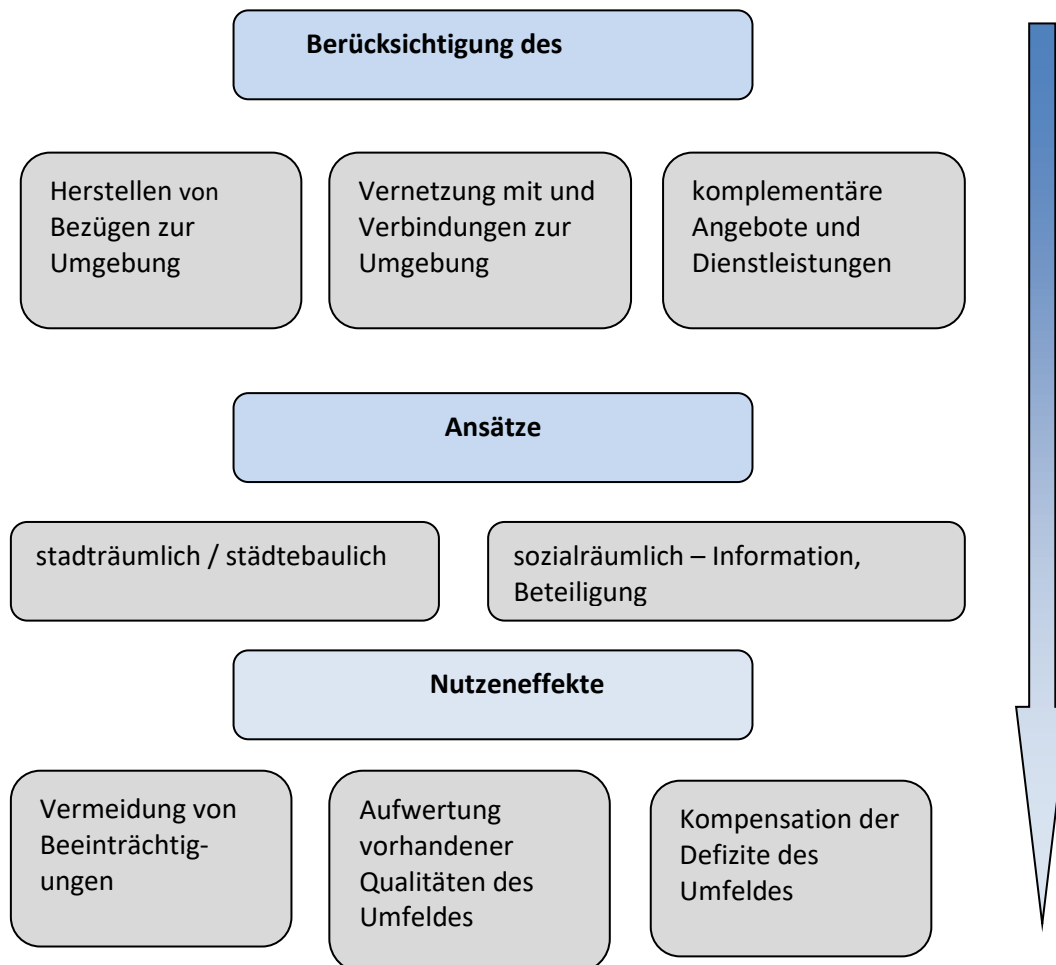 Berücksichtigung des
Herstellen von
Bezügen zur
Umgebung
Vernetzung mit und
Verbindungen zur
Umgebung
komplementäre
Angebote und
Dienstleistungen
Ansätze
stadträumlich / städtebaulich
sozialräumlich – Information,
Beteiligung
Nutzeneffekte
Vermeidung von
Beeinträchtig-
ungen
Aufwertung
vorhandener
Qualitäten des
Umfeldes
Kompensation der
Defizite des
Umfeldes